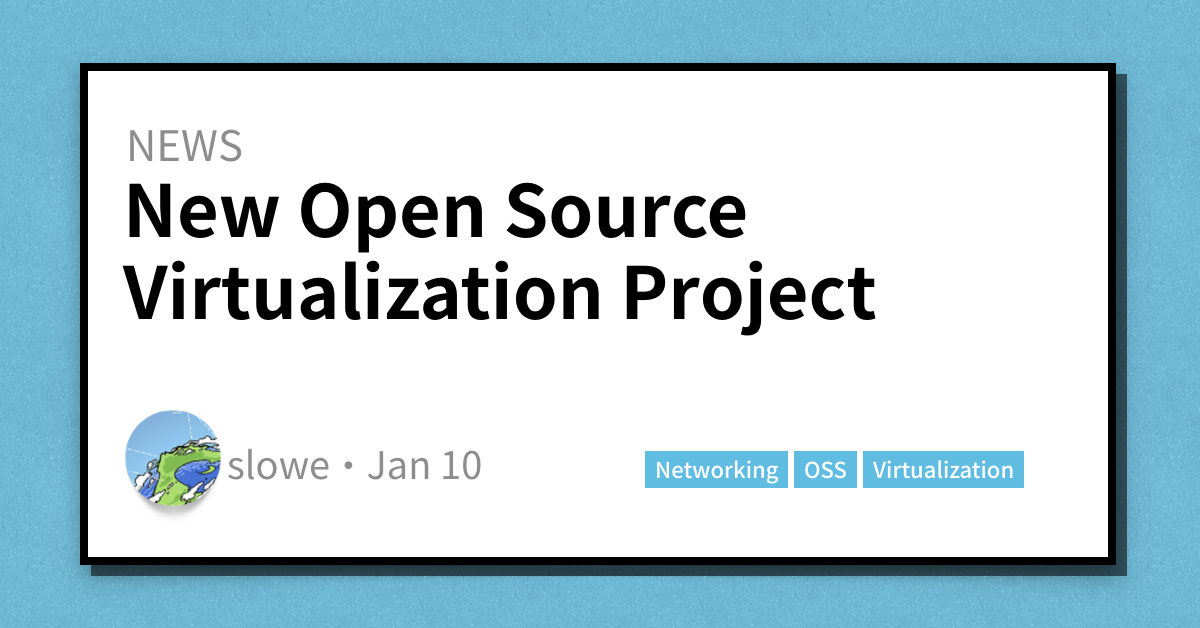 NEWS
New Open Source
Virtualization Project
slowe • Jan 10
Networking OSS Virtualization